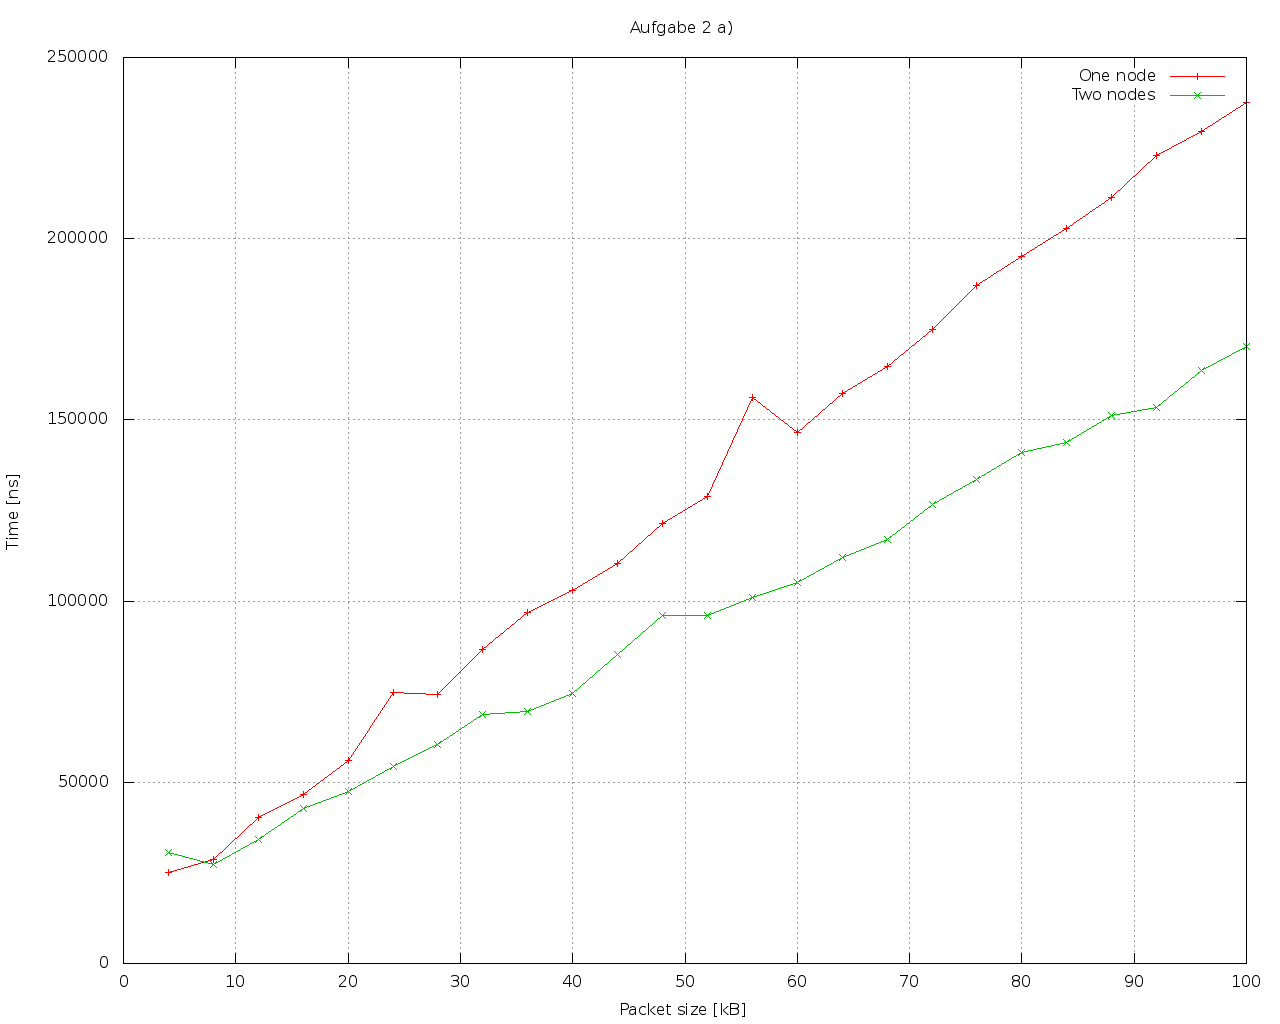 Aufgabe 2 a)
One node
Two nodes
250000
200000
150000
100000
50000
0
Time [ns]
0 10 20 30 40 50 60 70 80 90 100
Packet size [kB]